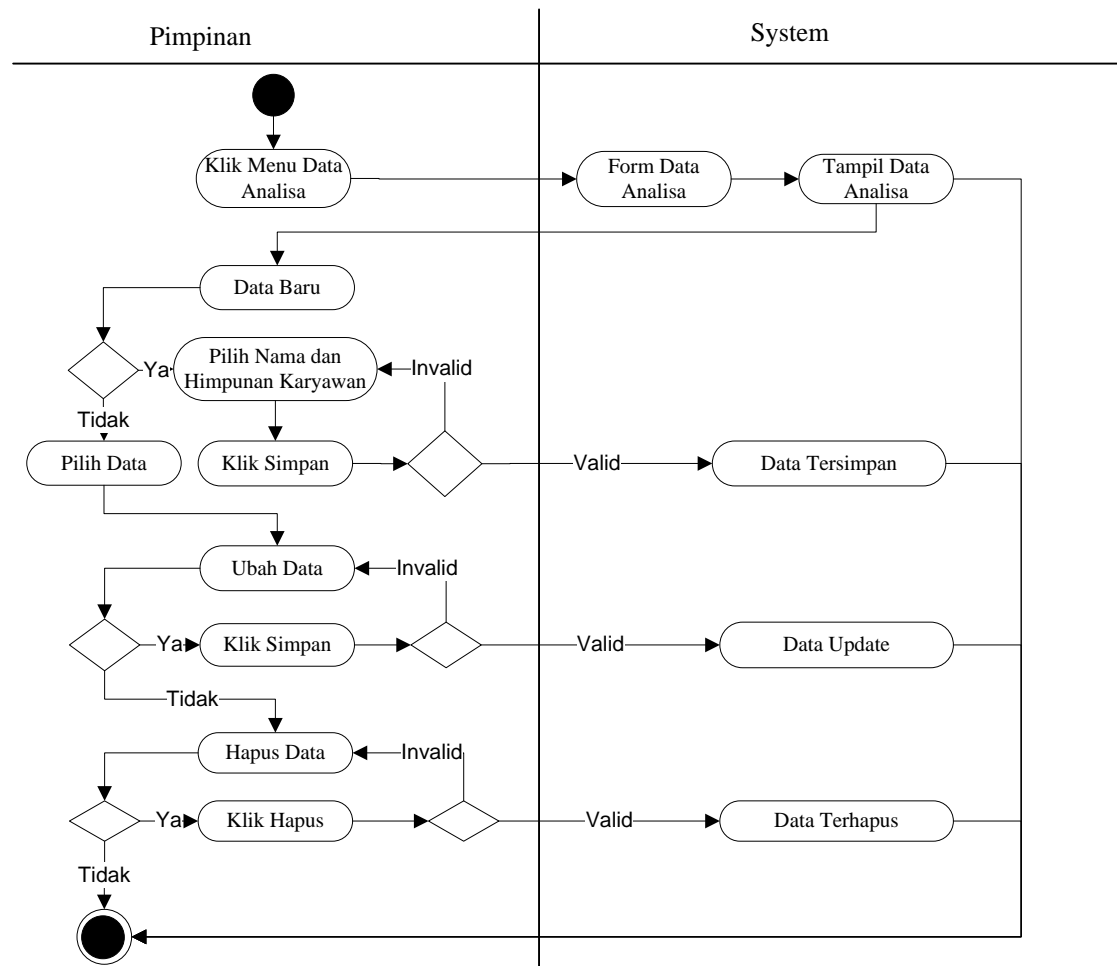 Pimpinan
System
Klik Menu Data
Analisa
Form Data
Analisa
Tampil Data
Analisa
Data Baru
Ya
Pilih Nama dan
Himpunan Karyawan
Invalid
Tidak
Pilih Data
Klik Simpan
Valid
Data Tersimpan
Ubah Data
Invalid
Ya
Klik Simpan
Valid
Data Update
Tidak
Hapus Data
Invalid
Ya
Klik Hapus
Valid
Data Terhapus
Tidak